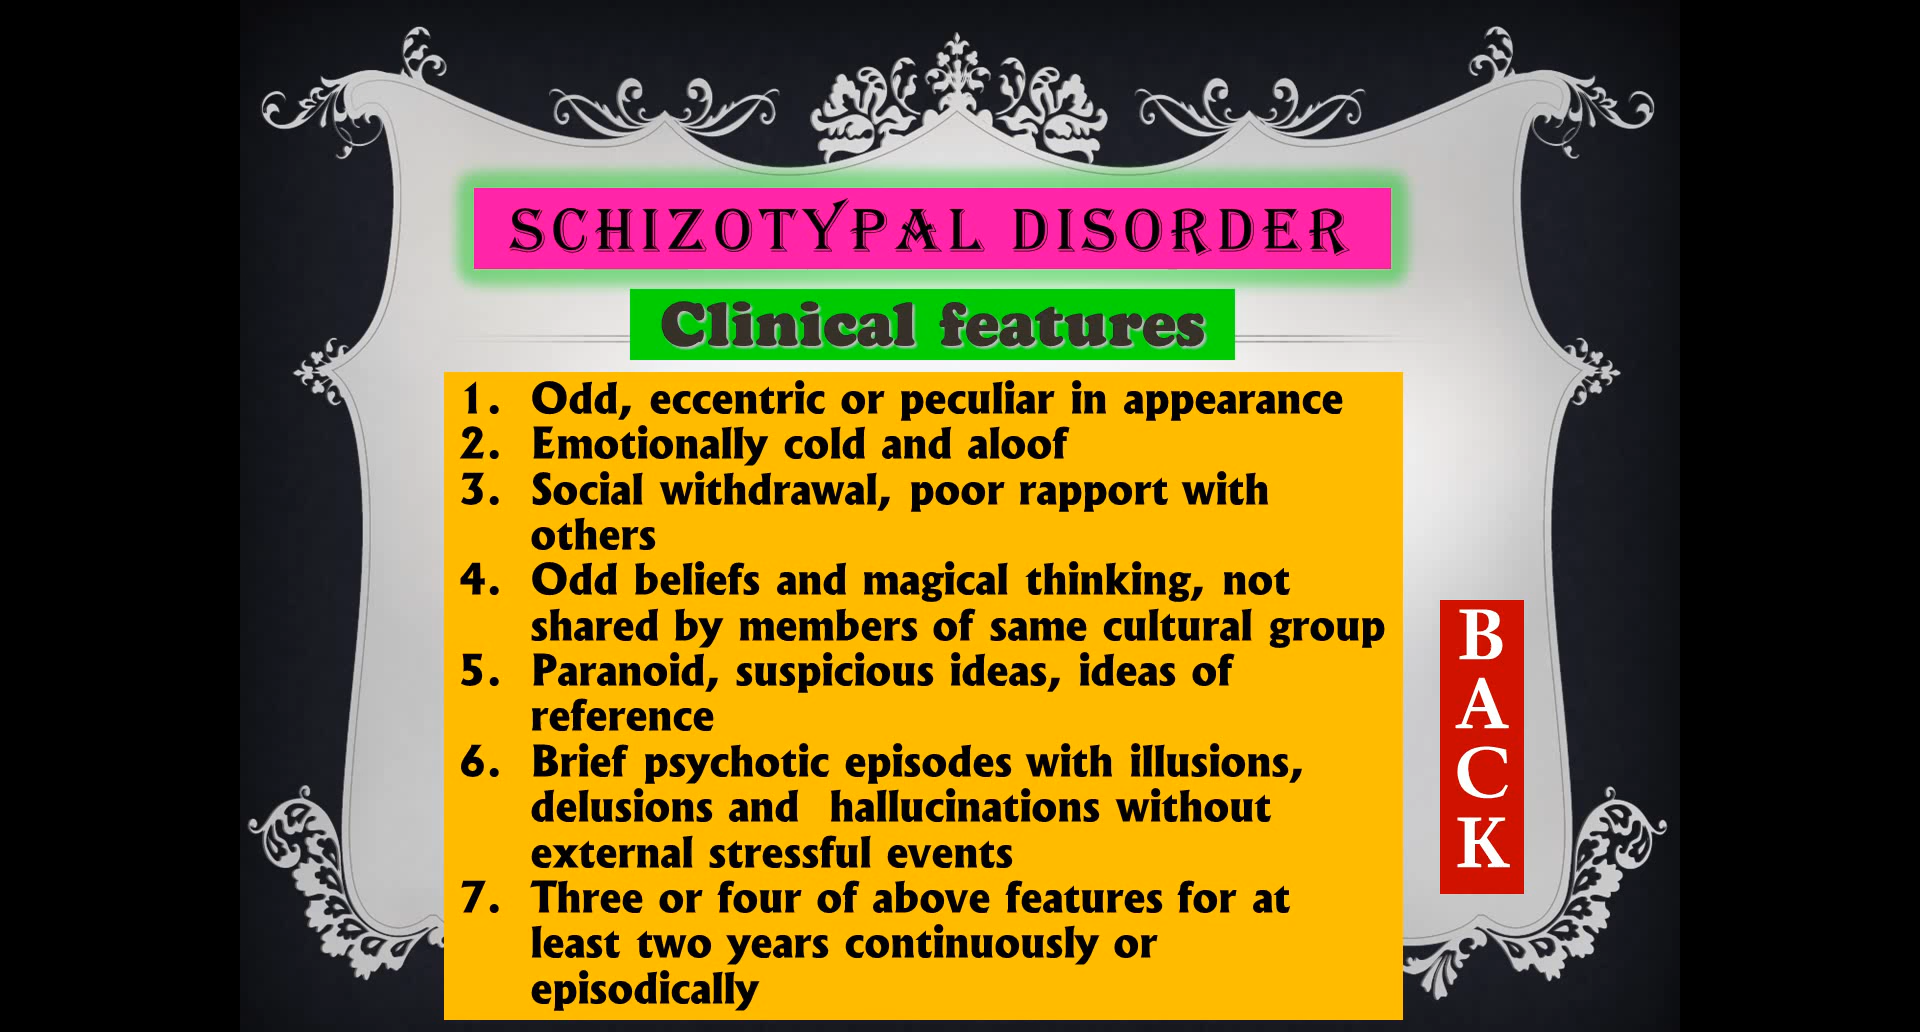 SCHIZOTYPAL DISORDER
Clinical features
1. Odd, eccentric or peculiar in appearance
2. Emotionally cold and aloof
3. Social withdrawal, poor rapport with
others
4. Odd beliefs and magical thinking, not
shared by members of same cultural group
5. Paranoid, suspicious ideas, ideas of
reference
6. Brief psychotic episodes with illusions,
delusions and  hallucinations without
external stressful events
7. Three or four of above features for at
least two years continuously or
episodically
BACK